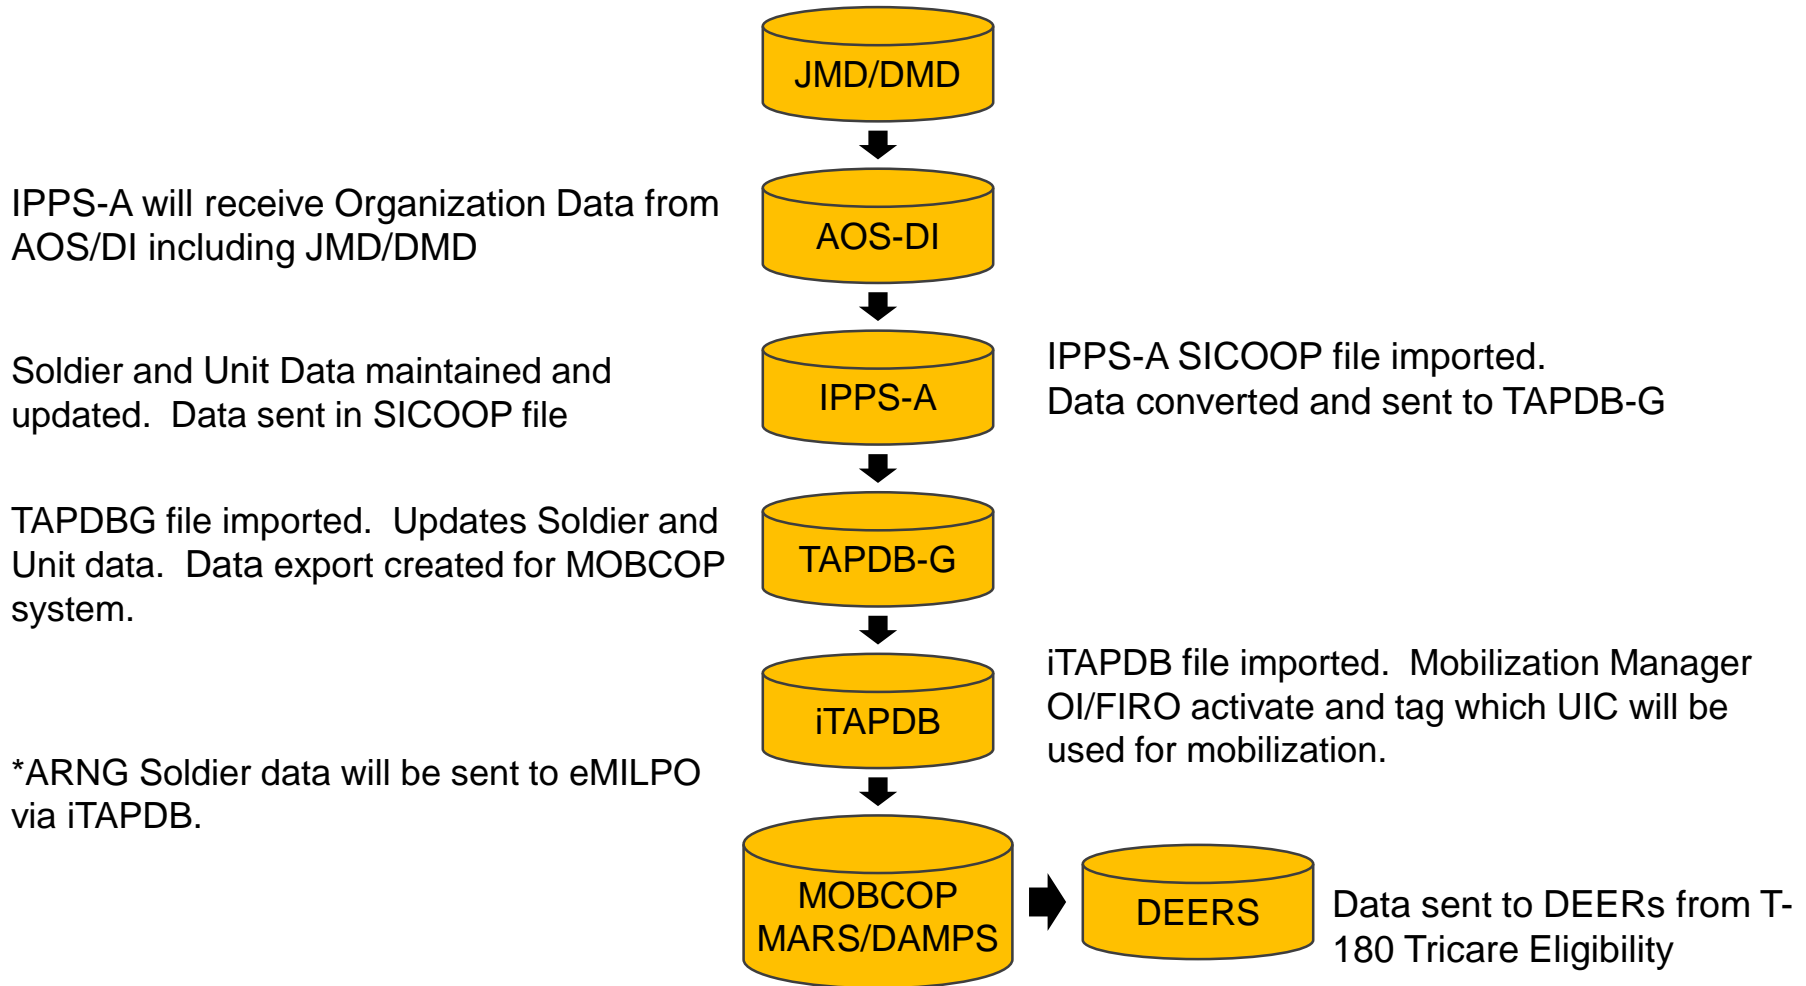 JMD/DMD
IPPS-A will receive Organization Data from
AOS/DI including JMD/DMD
AOS-DI
Soldier and Unit Data maintained and
updated.  Data sent in SICOOP file
IPPS-A
IPPS-A SICOOP file imported.
Data converted and sent to TAPDB-G
TAPDBG file imported.  Updates Soldier and
Unit data.  Data export created for MOBCOP
system.
TAPDB-G
iTAPDB
iTAPDB file imported.  Mobilization Manager
OI/FIRO activate and tag which UIC will be
used for mobilization.
*ARNG Soldier data will be sent to eMILPO
via iTAPDB.
MOBCOP
MARS/DAMPS
DEERS
Data sent to DEERs from T-
180 Tricare Eligibility